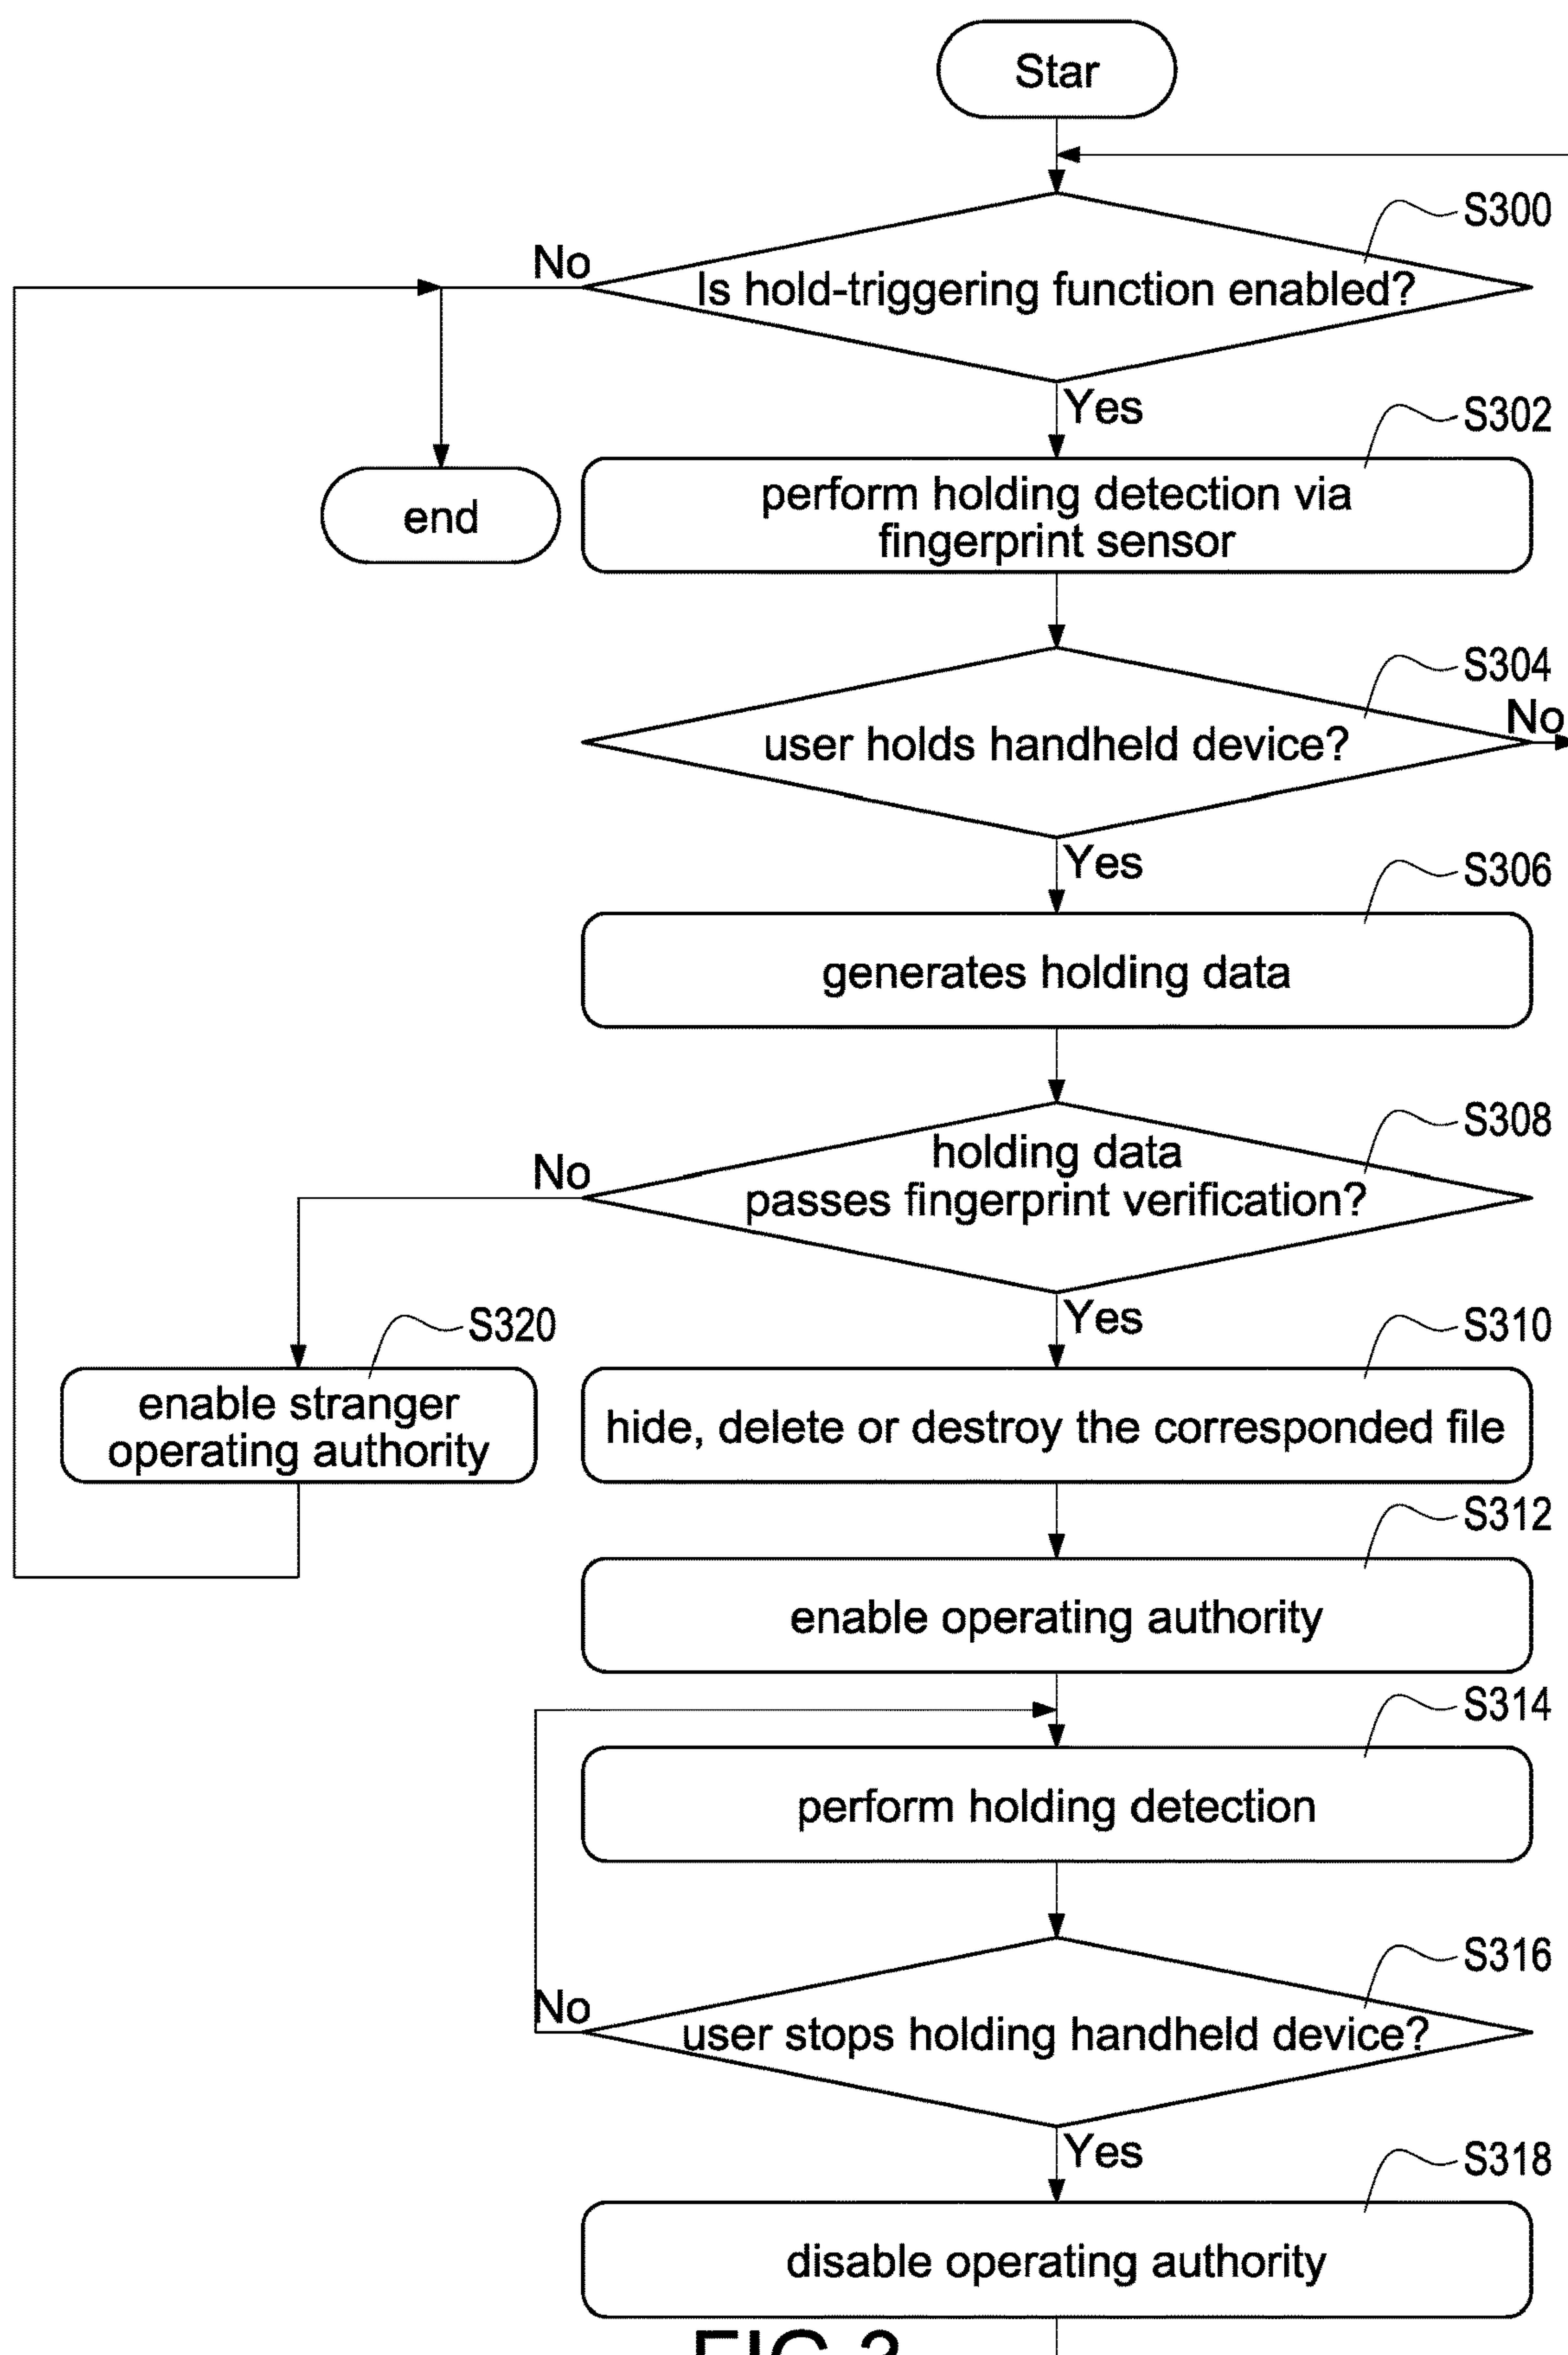 Star
S300
No
Is hold-triggering function enabled?
Yes
S302
perform holding detection via
fingerprint sensor
end
S304
No
user holds handheld device?
Yes
S306
generates holding data
S308
No
holding data
passes fingerprint verification?
Yes
S320
S310
enable stranger
operating authority
hide, delete or destroy the corresponded file
S312
enable operating authority
S314
perform holding detection
S316
No
user stops holding handheld device?
Yes
S318
disable operating authority